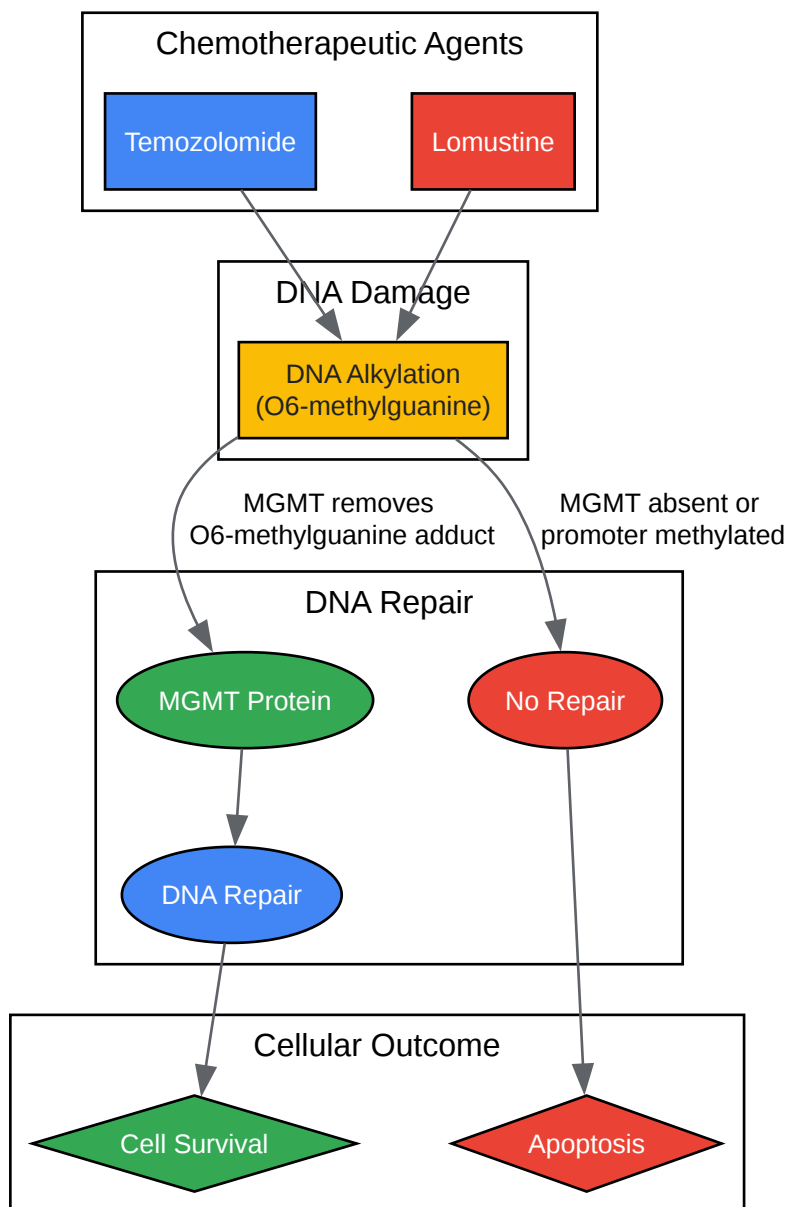 Chemotherapeutic Agents
Temozolomide
Lomustine
DNA Damage
DNA Alkylation
(O6-methylguanine)
MGMT removes
O6-methylguanine adduct
MGMT absent or
promoter methylated
DNA Repair
MGMT Protein
No Repair
DNA Repair
Cellular Outcome
Cell Survival
Apoptosis